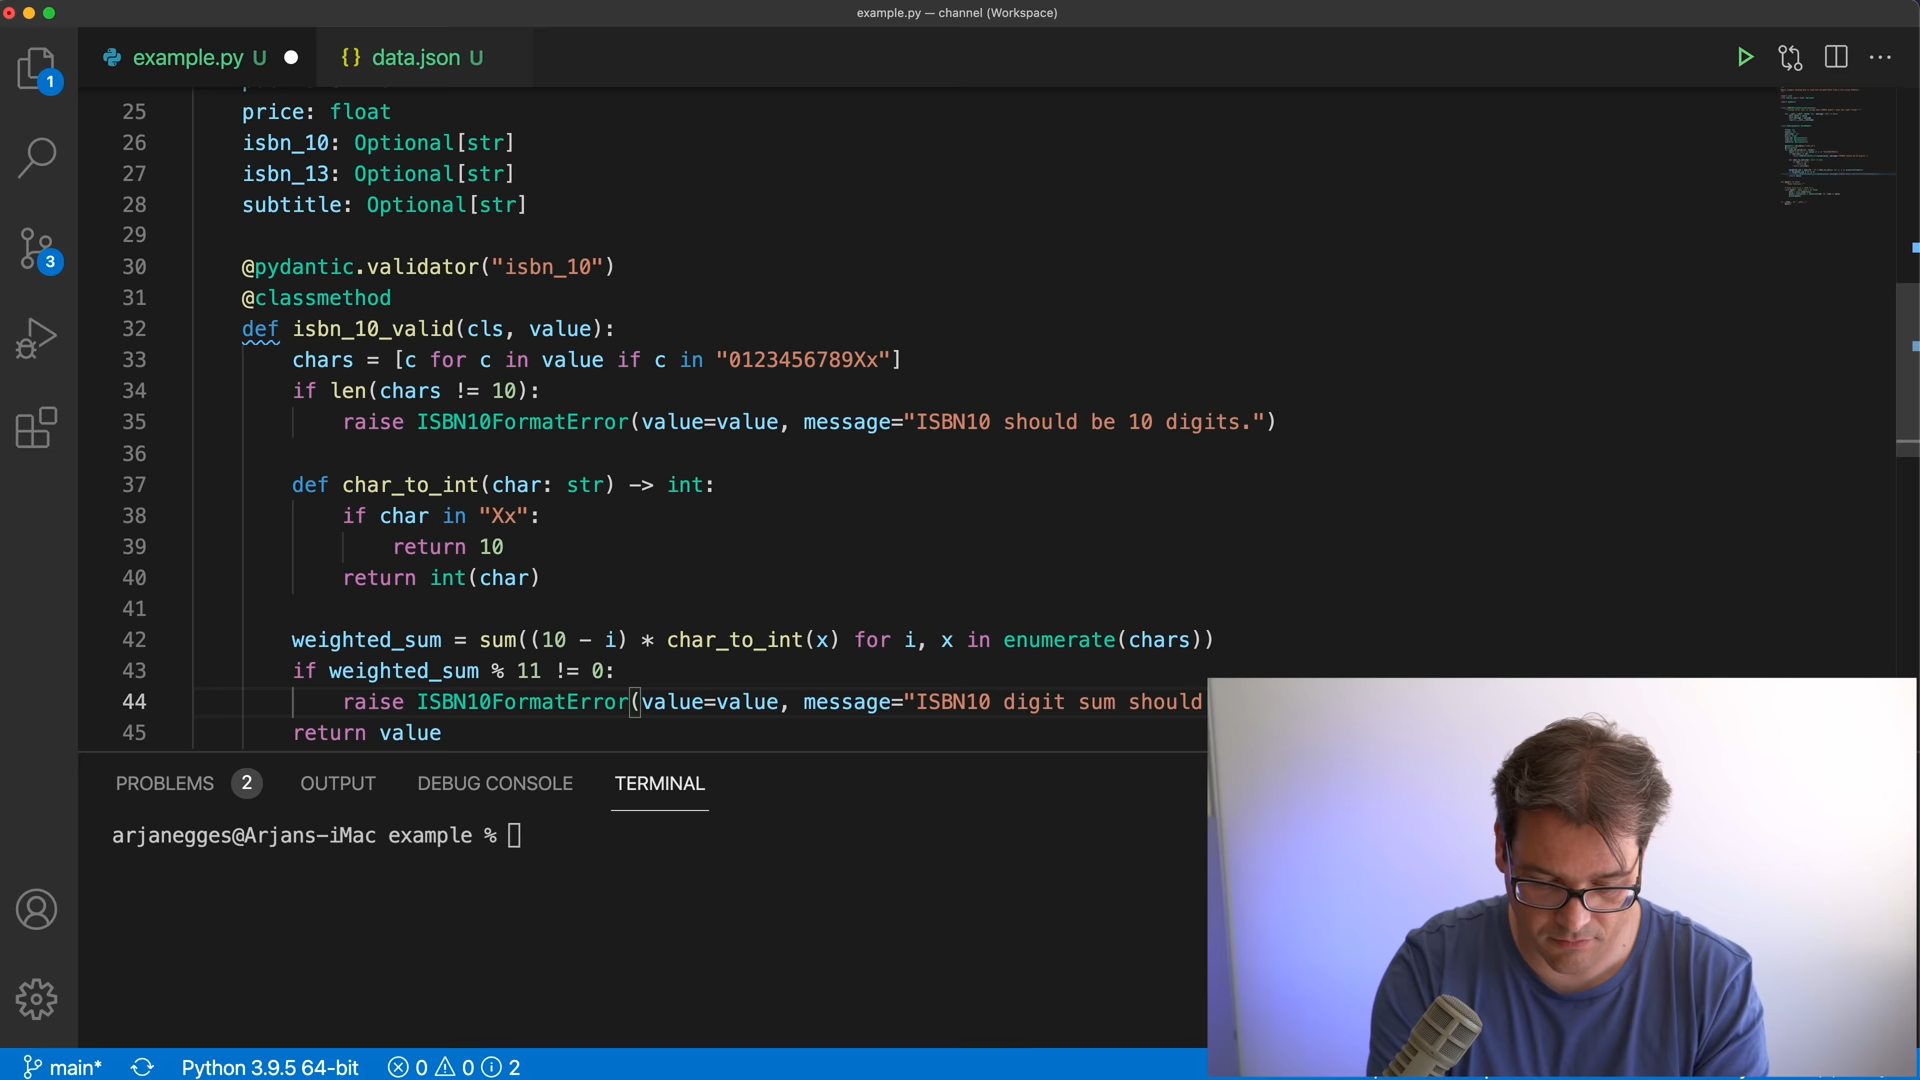 example.py — channel (Workspace)
example.py U
{} data.json U
1
3
25 price: float
26 isbn_10: Optional[str]
27 isbn_13: Optional[str]
28 subtitle: Optional[str]
29
30 @pydantic.validator("isbn_10")
31 @classmethod
32 def isbn_10_valid(cls, value):
33 chars = [c for c in value if c in "0123456789Xx"]
34 if len(chars != 10):
35 raise ISBN10FormatError(value=value, message="ISBN10 should be 10 digits.")
36
37 def char_to_int(char: str) -> int:
38 if char in "Xx":
39 return 10
40 return int(char)
41
42 weighted_sum = sum((10 - i) * char_to_int(x) for i, x in enumerate(chars))
43 if weighted_sum % 11 != 0:
44 raise ISBN10FormatError(value=value, message="ISBN10 digit sum should
45 return value
PROBLEMS 2 OUTPUT DEBUG CONSOLE TERMINAL
arjanegges@Arjans-iMac example %
main* Python 3.9.5 64-bit 0 0 2